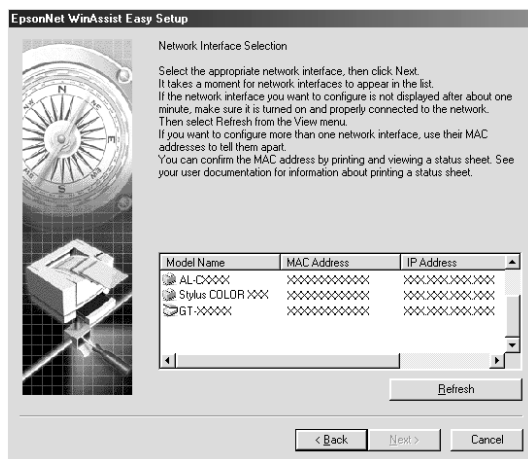 EpsonNet WinAssist Easy Setup
Network Interface Selection
Select the appropriate network interface, then click Next.
It takes a moment for network interfaces to appear in the list.
If the network interface you want to configure is not displayed after about one
minute, make sure it is turned on and properly connected to the network.
Then select Refresh from the View menu.
If you want to configure more than one network interface, use their MAC
addresses to tell them apart.
You can confirm the MAC address by printing and viewing a status sheet. See
your user documentation for information about printing a status sheet.
Model Name MAC Address IP Address
AL-CXXXX XXXXXXXXXXXX XXX.XXX.XXX.XXX
Stylus COLOR XXX XXXXXXXXXXXX XXX.XXX.XXX.XXX
GT-XXXXX XXXXXXXXXXXX XXX.XXX.XXX.XXX
Refresh
< Back Next > Cancel